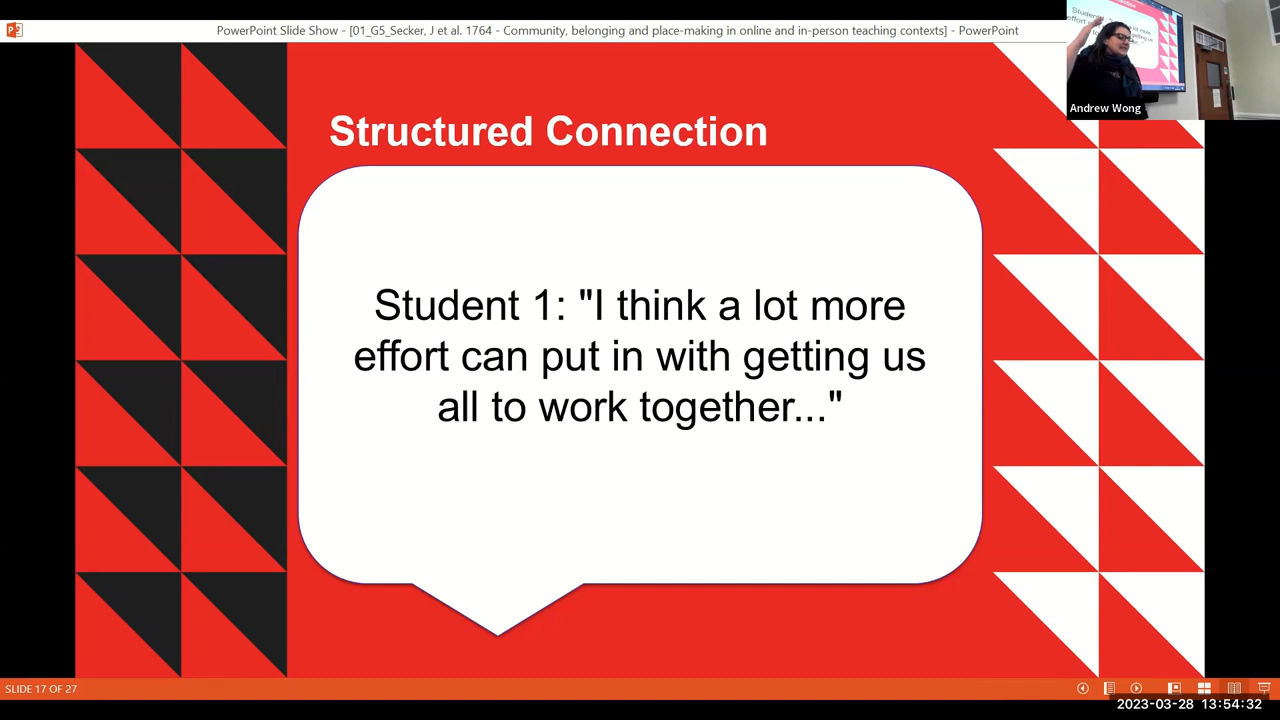 PowerPoint Slide Show - [01_G5_Secker, J et al. 1764 - Community, belonging and place-making in online and in-person teaching contexts] - PowerPoint
Andrew Wong
Structured Connection
Student 1: "I think a lot more
effort can put in with getting us
all to work together..."
SLIDE 17 OF 27
2023-03-28 13:54:32